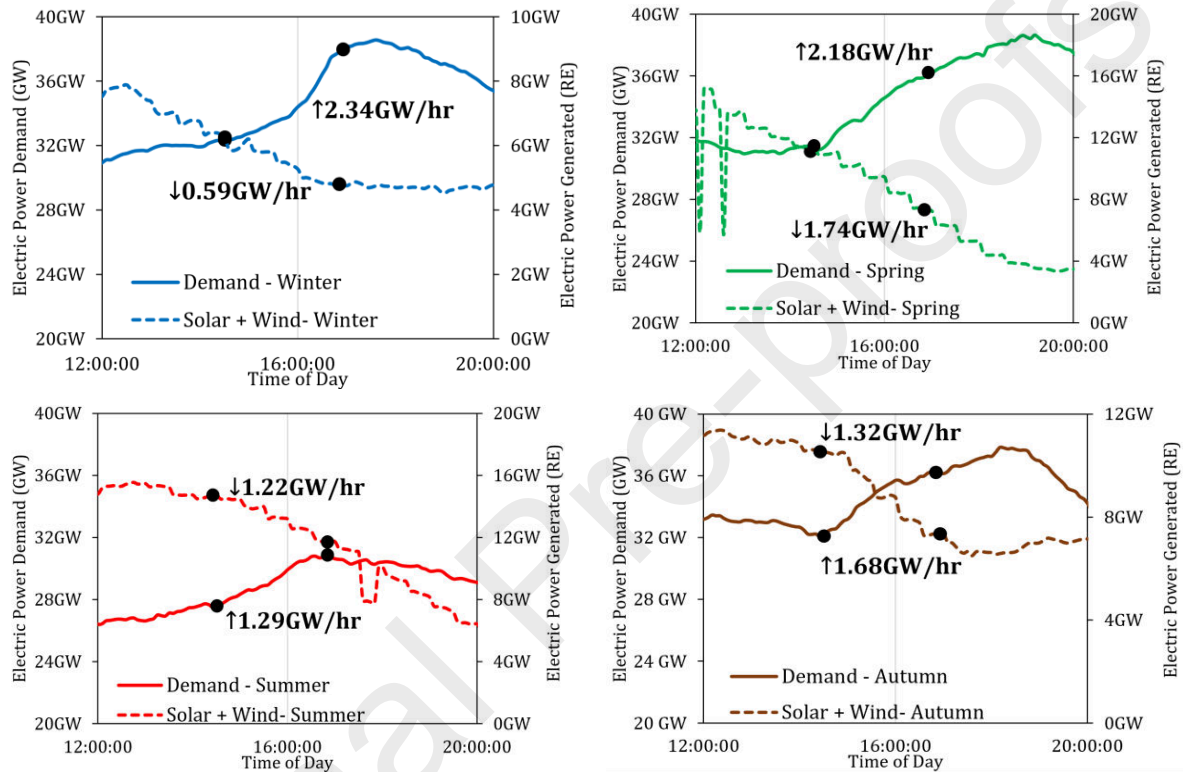 Electric Power Demand (GW)
40GW
36GW
32GW
28GW
24GW
20GW
10GW
8GW
6GW
4GW
2GW
0GW
Electric Power Generated (RE)
↑2.34GW/hr
↓0.59GW/hr
Demand - Winter
Solar + Wind- Winter
12:00:00
16:00:00
20:00:00
Time of Day
Electric Power Demand (GW)
40GW
36GW
32GW
28GW
24GW
20GW
20GW
16GW
12GW
8GW
4GW
0GW
Electric Power Generated (RE)
↑2.18GW/hr
↓1.74GW/hr
Demand - Spring
Solar + Wind- Spring
12:00:00
16:00:00
20:00:00
Time of Day
Electric Power Demand (GW)
40GW
36GW
32GW
28GW
24GW
20GW
20GW
16GW
12GW
8GW
4GW
0GW
Electric Power Generated (RE)
↓1.22GW/hr
↑1.29GW/hr
Demand - Summer
Solar + Wind- Summer
12:00:00
16:00:00
20:00:00
Time of Day
Electric Power Demand (GW)
40 GW
36 GW
32 GW
28 GW
24 GW
20 GW
12GW
8GW
4GW
0GW
Electric Power Generated (RE)
↓1.32GW/hr
↑1.68GW/hr
Demand - Autumn
Solar + Wind- Autumn
12:00:00
16:00:00
20:00:00
Time of Day
nal Pre-proofs